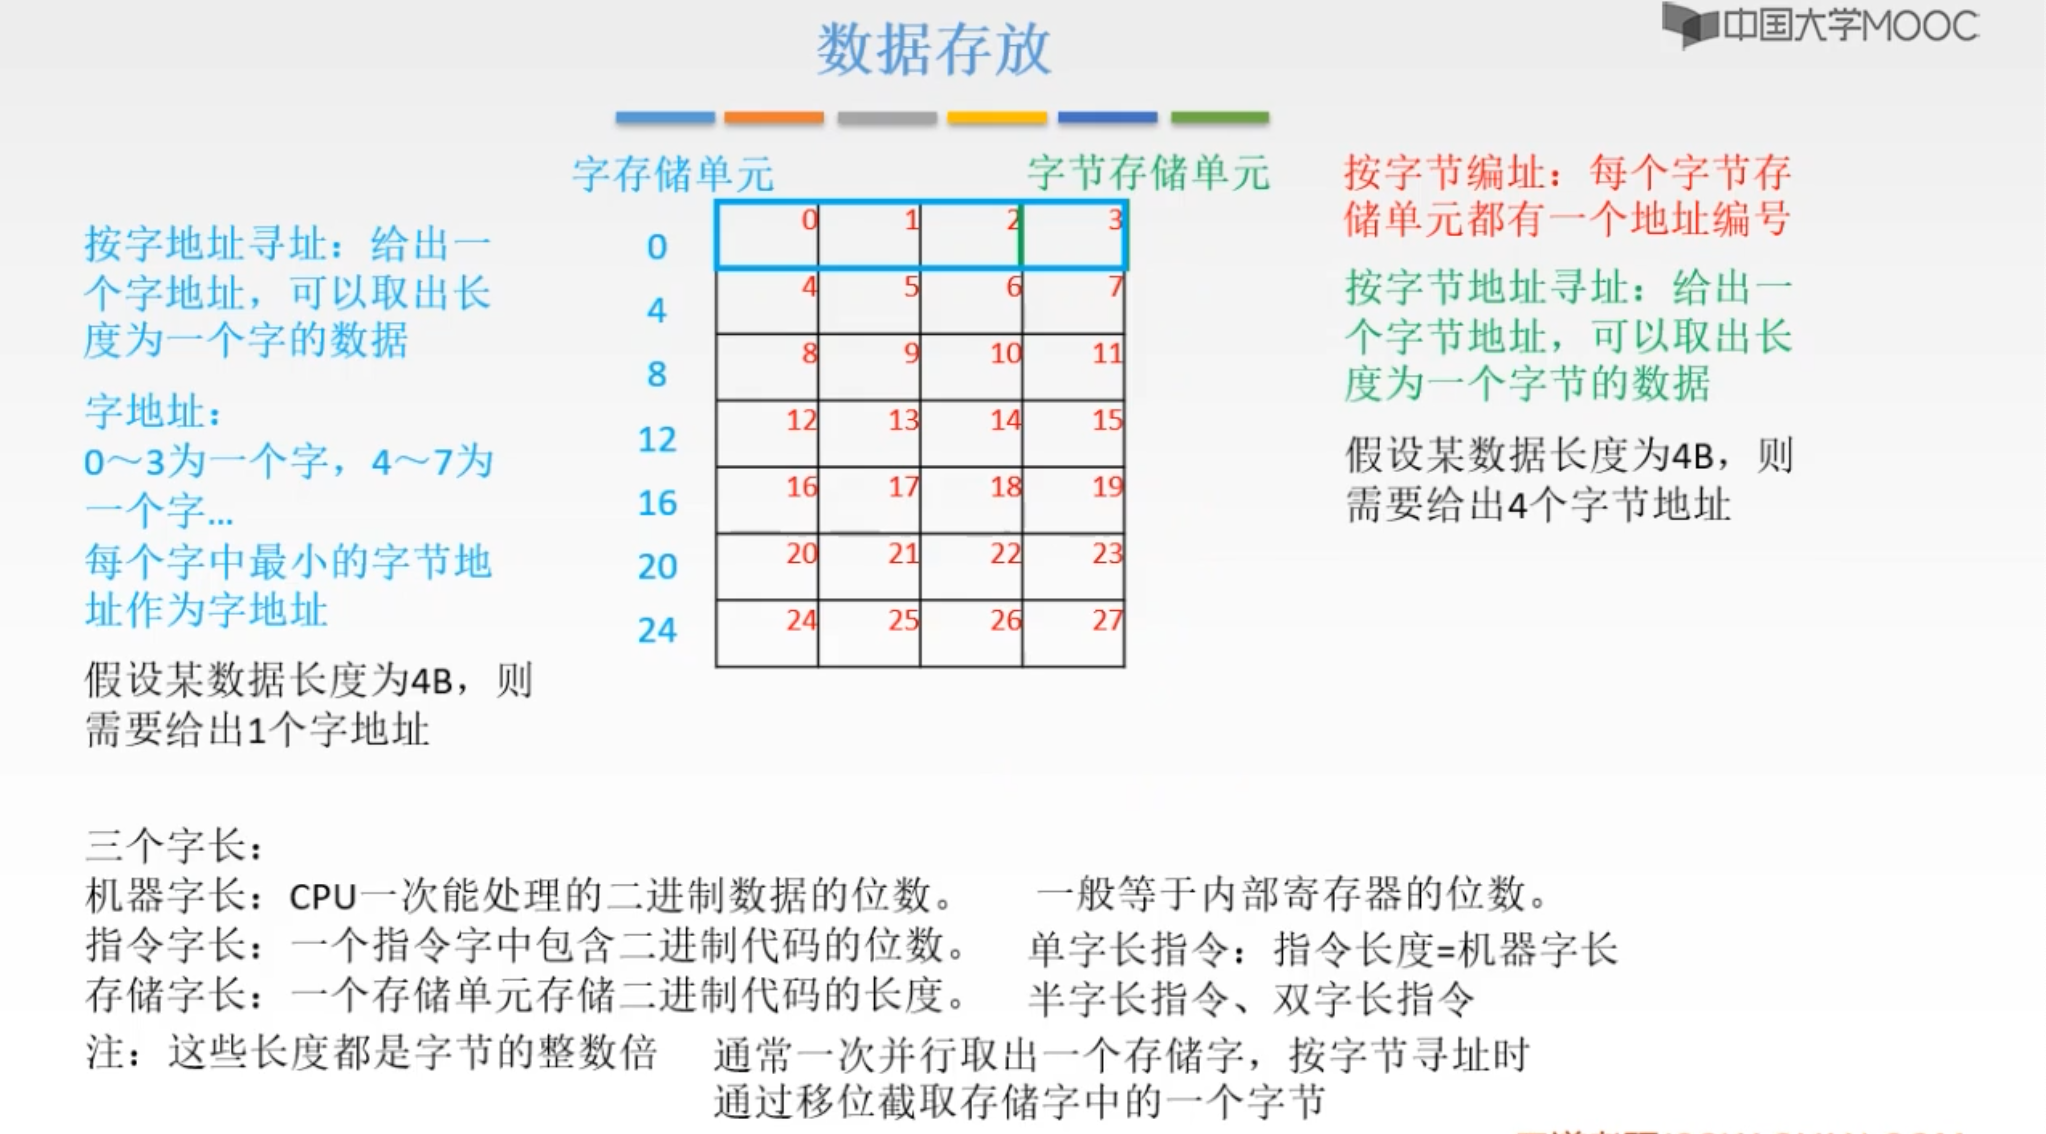 数据存放
中国大学MOOC
字存储单元
字节存储单元
按字地址寻址：给出一
个字地址，可以取出长
度为一个字的数据
字地址：
0～3为一个字，4～7为
一个字…
每个字中最小的字节地
址作为字地址
假设某数据长度为4B，则
需要给出1个字地址
0 0 1 2 3
4 4 5 6 7
8 8 9 10 11
12 12 13 14 15
16 16 17 18 19
20 20 21 22 23
24 24 25 26 27
按字节编址：每个字节存
储单元都有一个地址编号
按字节地址寻址：给出一
个字节地址，可以取出长
度为一个字节的数据
假设某数据长度为4B，则
需要给出4个字节地址
三个字长：
机器字长：CPU一次能处理的二进制数据的位数。 一般等于内部寄存器的位数。
指令字长：一个指令字中包含二进制代码的位数。 单字长指令：指令长度=机器字长
存储字长：一个存储单元存储二进制代码的长度。 半字长指令、双字长指令
注：这些长度都是字节的整数倍 通常一次并行取出一个存储字，按字节寻址时
通过移位截取存储字中的一个字节